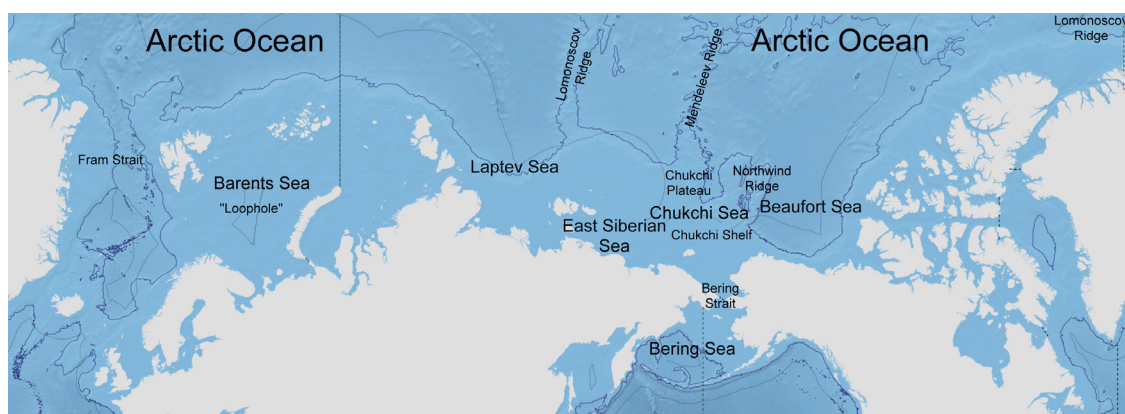 Arctic Ocean
Lomonoscov
Ridge
Mendeleev Ridge
Arctic Ocean
Lomonoscov
Ridge
Fram Strait
Barents Sea
"Loophole"
Laptev Sea
Chukchi
Plateau
Northwind
Ridge
East Siberian
Sea
Chukchi Sea
Chukchi Shelf
Beaufort Sea
Bering
Strait
Bering Sea